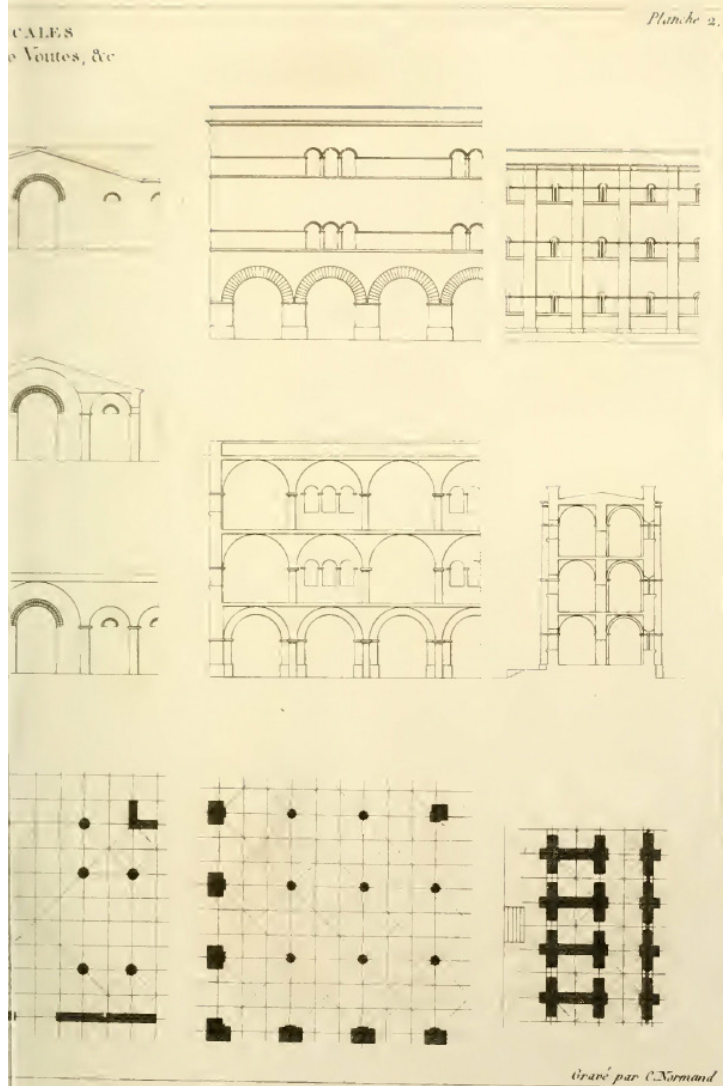 Planche 2.
CALES
Voutes, &c
Gravé par C. Normand